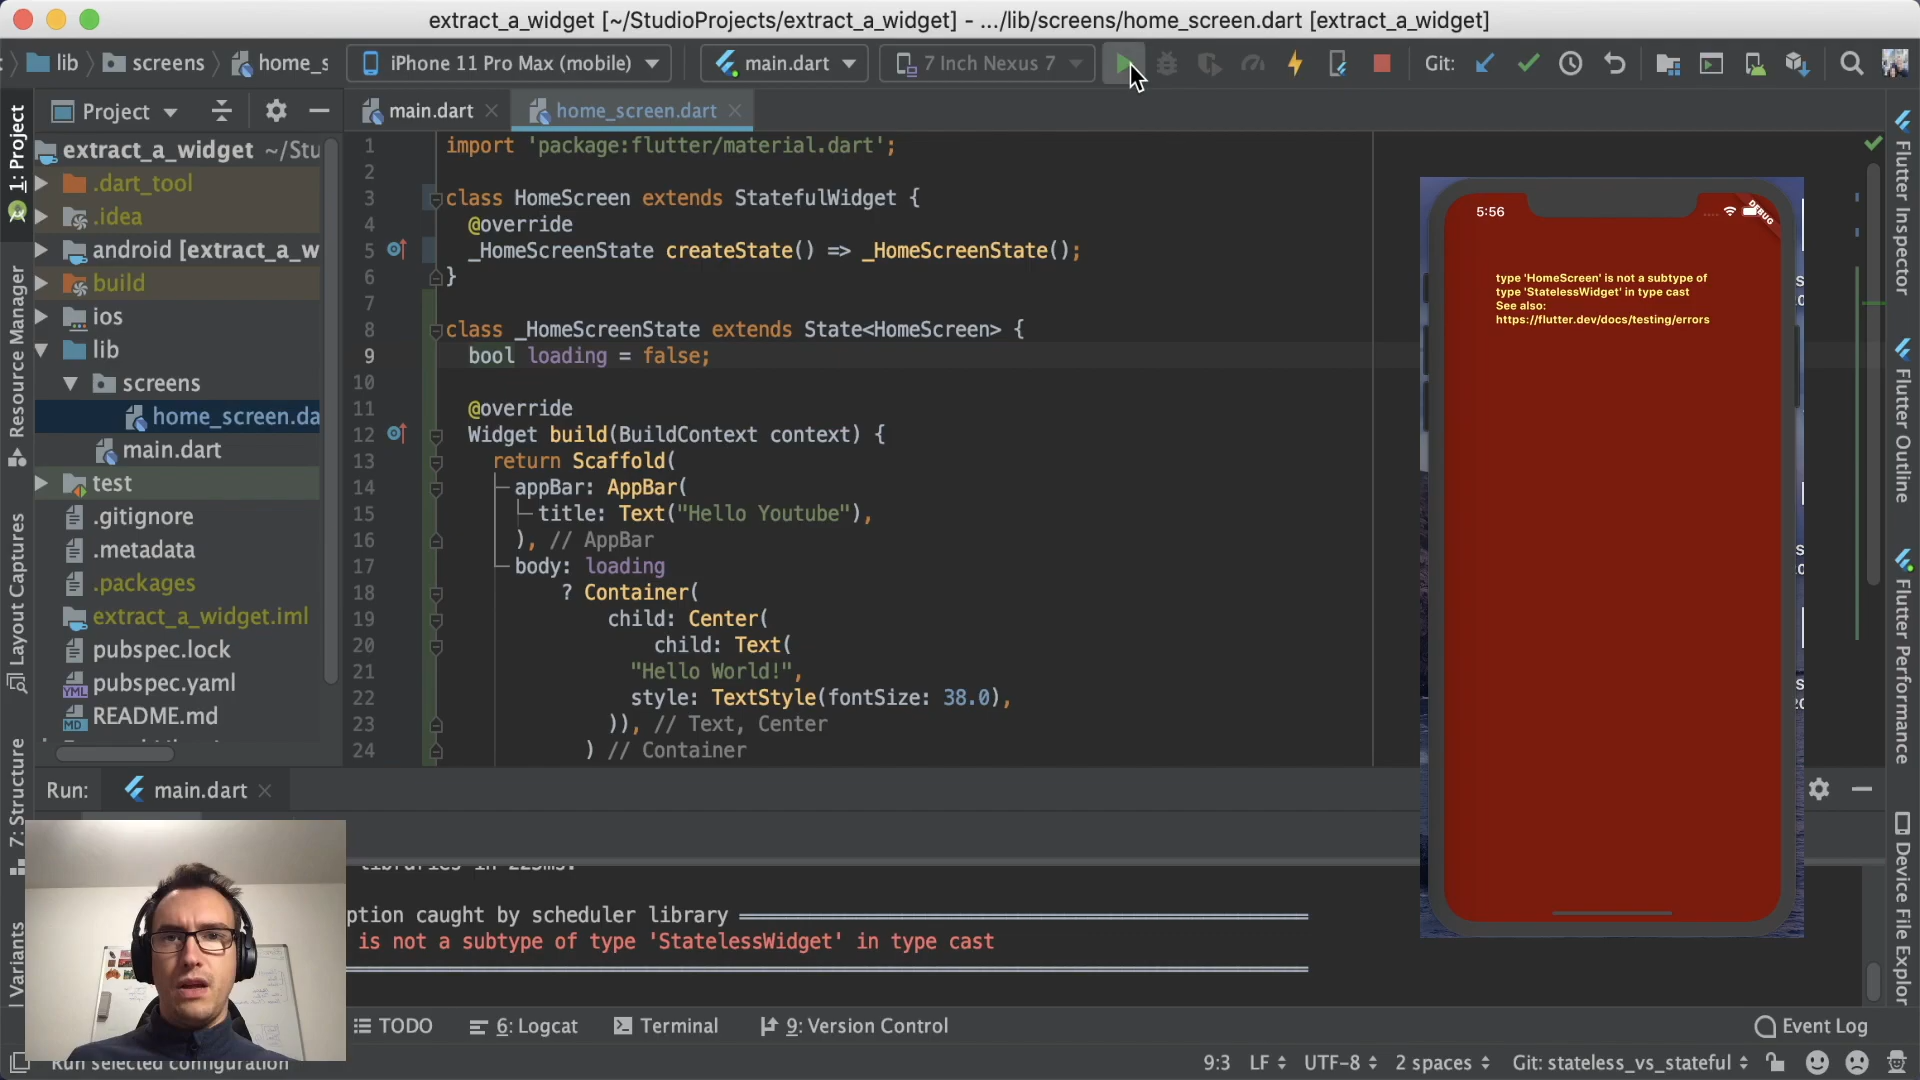 extract_a_widget [~/StudioProjects/extract_a_widget] - .../lib/screens/home_screen.dart [extract_a_widget]
lib
screens
home_s
iPhone 11 Pro Max (mobile)
main.dart
7 Inch Nexus 7
Git:
Project
main.dart
home_screen.dart
1: Project
Resource Manager
Layout Captures
7: Structure
Variants
extract_a_widget ~/Stu
.dart_tool
.idea
android [extract_a_w
build
ios
lib
screens
home_screen.da
main.dart
test
.gitignore
.metadata
.packages
extract_a_widget.iml
pubspec.lock
pubspec.yaml
README.md
1 import 'package:flutter/material.dart';
2
3 class HomeScreen extends StatefulWidget {
4 @override
5 _HomeScreenState createState() => _HomeScreenState();
6 }
7
8 class _HomeScreenState extends State<HomeScreen> {
9 bool loading = false;
10
11 @override
12 Widget build(BuildContext context) {
13 return Scaffold(
14 appBar: AppBar(
15 title: Text("Hello Youtube"),
16 ), // AppBar
17 body: loading
18 ? Container(
19 child: Center(
20 child: Text(
21 "Hello World!",
22 style: TextStyle(fontSize: 38.0),
23 )), // Text, Center
24 ) // Container
5:56
DEBUG
type 'HomeScreen' is not a subtype of
type 'StatelessWidget' in type cast
See also:
https://flutter.dev/docs/testing/errors
Flutter Inspector
Flutter Outline
Flutter Performance
Device File Explor
Run:
main.dart
libraries in 225ms.
ption caught by scheduler library
is not a subtype of type 'StatelessWidget' in type cast
TODO
6: Logcat
Terminal
9: Version Control
Event Log
Run selected configuration
9:3
LF
UTF-8
2 spaces
Git: stateless_vs_stateful